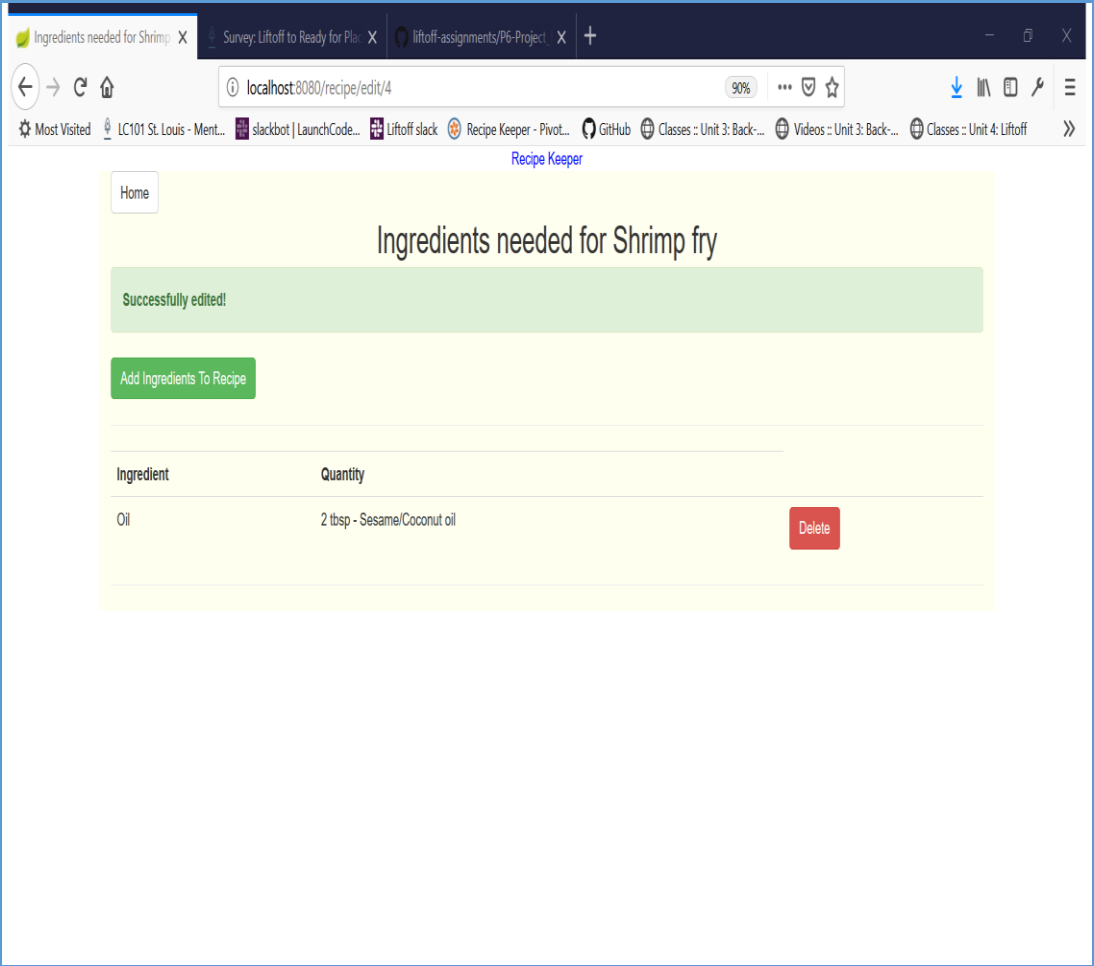 Ingredients needed for Shrimp
Survey: Liftoff to Ready for Plac
liftoff-assignments/P6-Project_
localhost:8080/recipe/edit/4
90%
Most Visited
LC101 St. Louis - Ment...
slackbot | LaunchCode...
Liftoff slack
Recipe Keeper - Pivot...
GitHub
Classes :: Unit 3: Back-...
Videos :: Unit 3: Back-...
Classes :: Unit 4: Liftoff
Recipe Keeper
Home
Ingredients needed for Shrimp fry
Successfully edited!
Add Ingredients To Recipe
Ingredient Quantity
Oil 2 tbsp - Sesame/Coconut oil Delete